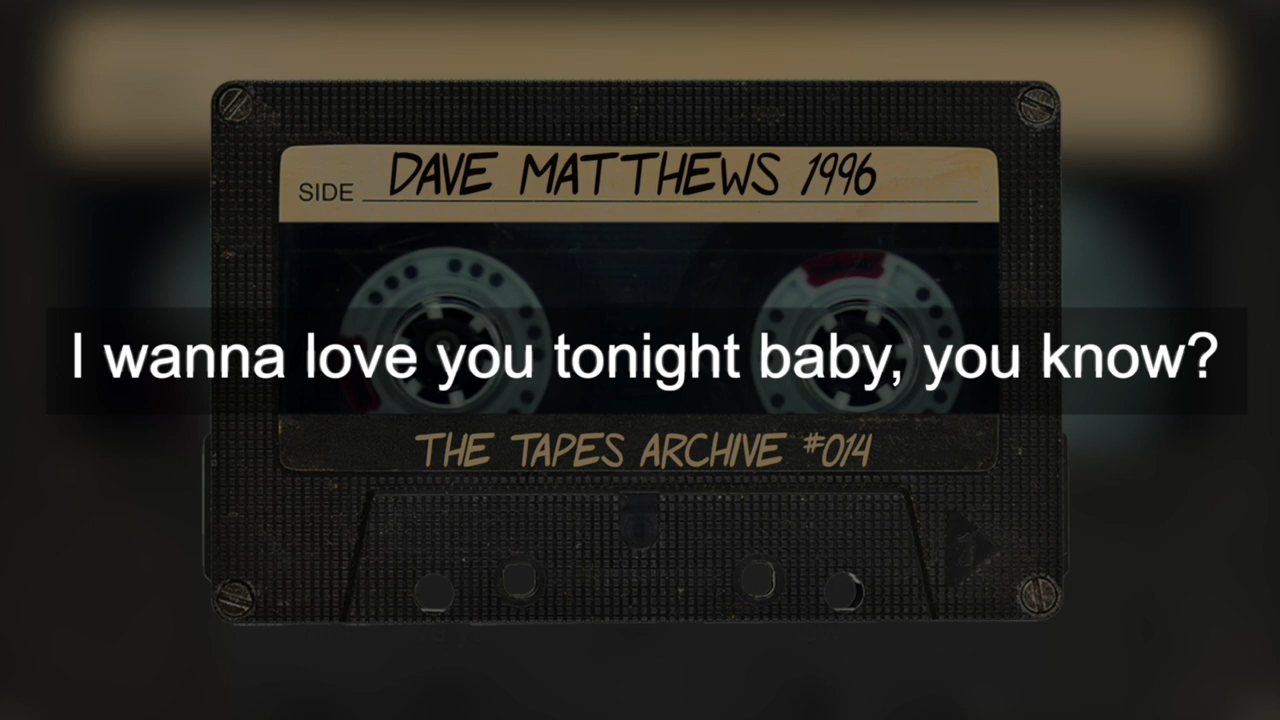 DAVE MATTHEWS 1996
SIDE
I wanna love you tonight baby, you know?
THE TAPES ARCHIVE #014